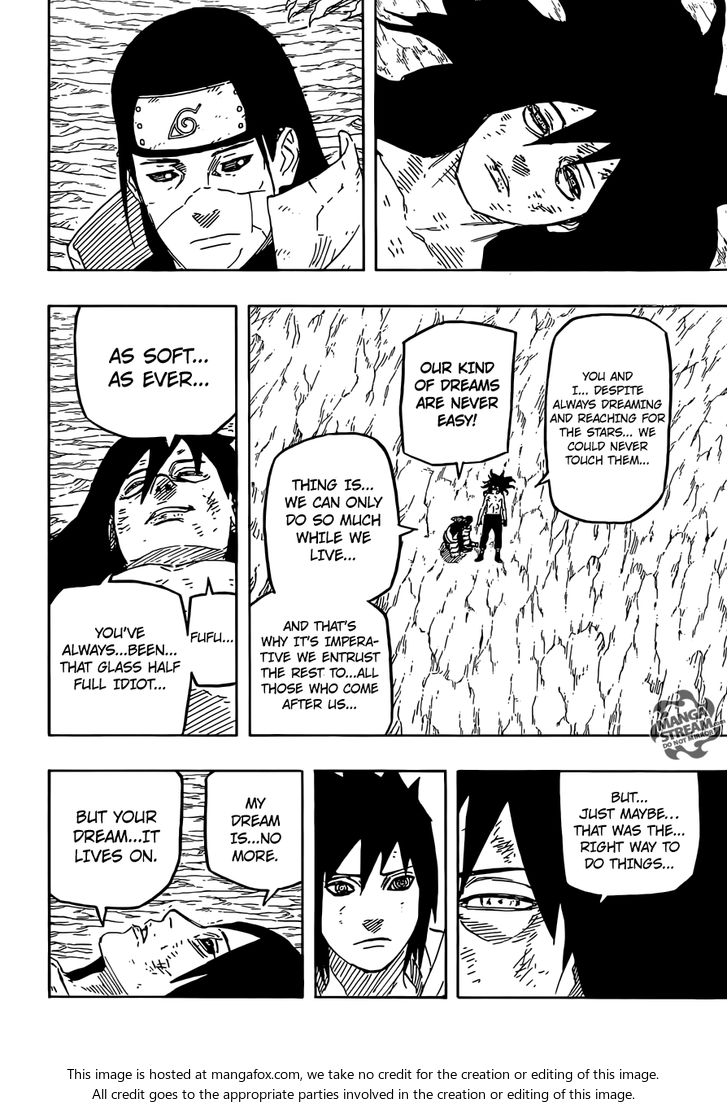 YOU AND
I... DESPITE
ALWAYS DREAMING
AND REACHING FOR
THE STARS... WE
COULD NEVER
TOUCH THEM...
OUR KIND
OF DREAMS
ARE NEVER
EASY!
THING IS...
WE CAN ONLY
DO SO MUCH
WHILE WE
LIVE...
AND THAT'S
WHY IT'S IMPERA-
TIVE WE ENTRUST
THE REST TO...ALL
THOSE WHO COME
AFTER US...
AS SOFT...
AS EVER...
FUFU...
YOU'VE
ALWAYS...BEEN...
THAT GLASS HALF
FULL IDIOT...
MANGA
STREAM.COM
DO NOT MIRROR
BUT...
JUST MAYBE...
THAT WAS THE...
RIGHT WAY TO
DO THINGS...
MY
DREAM
IS...NO
MORE.
BUT YOUR
DREAM...IT
LIVES ON.
This image is hosted at mangafox.com, we take no credit for the creation or editing of this image.
All credit goes to the appropriate parties involved in the creation or editing of this image.